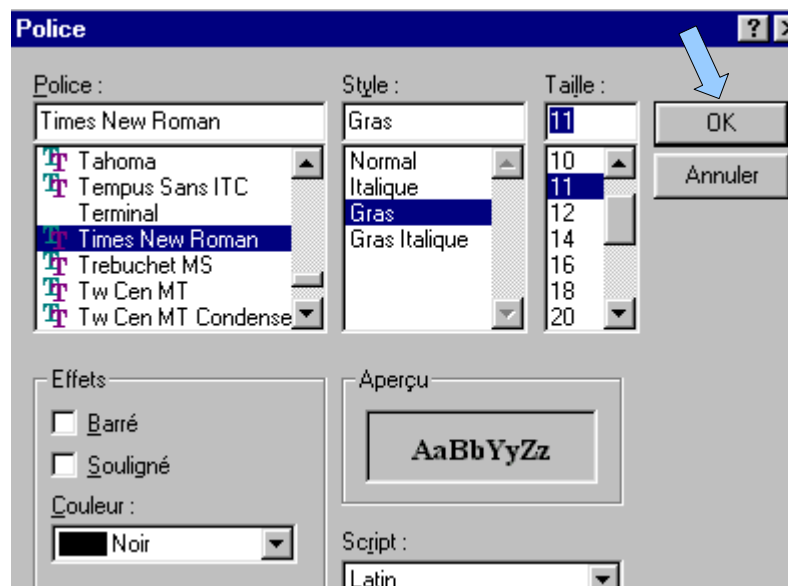 Police
Police :
Style :
Taille :
Times New Roman
Gras
11
OK
Annuler
Tahoma
Tempus Sans ITC
Terminal
Times New Roman
Trebuchet MS
Tw Cen MT
Tw Cen MT Condense
Normal
Italique
Gras
Gras Italique
10
11
12
14
16
18
20
Effets
Barré
Souligné
Couleur :
Noir
Aperçu
AaBbYyZz
Script :
Latin